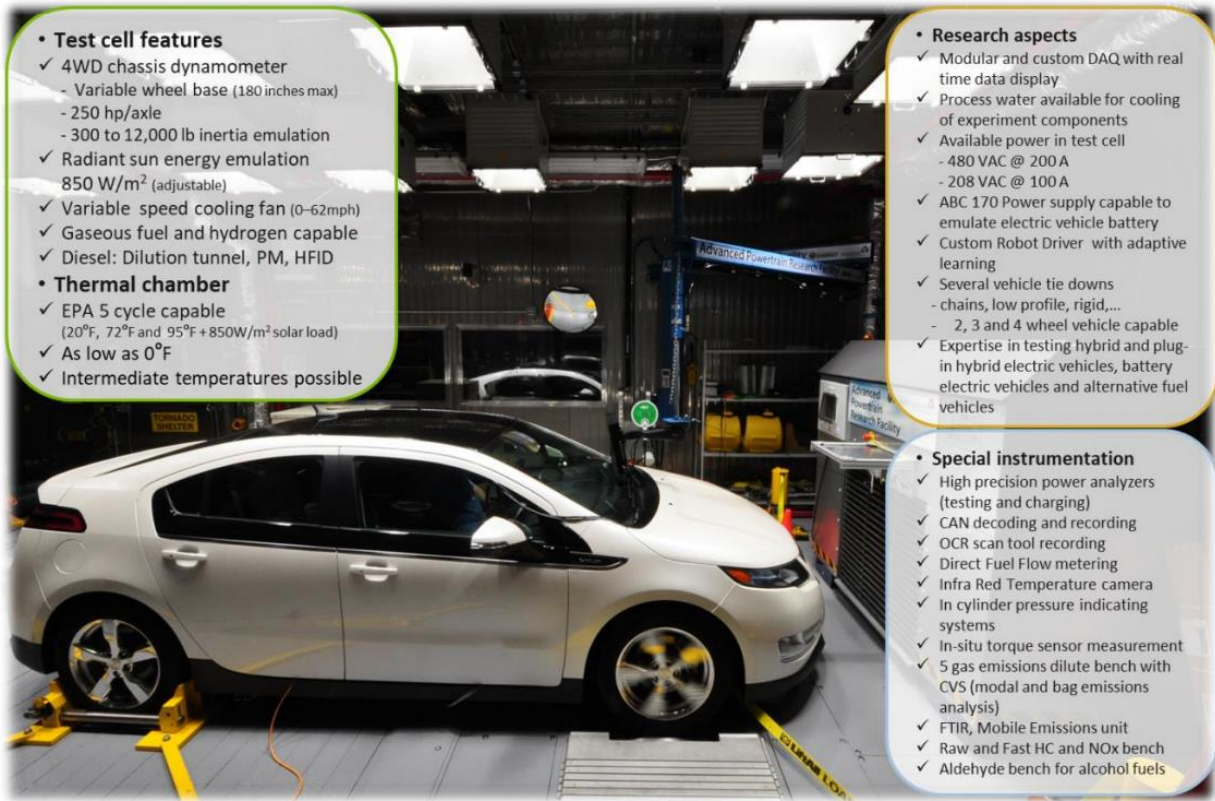 • Test cell features
✓ 4WD chassis dynamometer
- Variable wheel base (180 inches max)
- 250 hp/axle
- 300 to 12,000 lb inertia emulation
✓ Radiant sun energy emulation
850 W/m² (adjustable)
✓ Variable speed cooling fan (0–62mph)
✓ Gaseous fuel and hydrogen capable
✓ Diesel: Dilution tunnel, PM, HFID
• Thermal chamber
✓ EPA 5 cycle capable
(20°F, 72°F and 95°F + 850W/m² solar load)
✓ As low as 0°F
✓ Intermediate temperatures possible
• Research aspects
✓ Modular and custom DAQ with real
time data display
✓ Process water available for cooling
of experiment components
✓ Available power in test cell
- 480 VAC @ 200 A
- 208 VAC @ 100 A
✓ ABC 170 Power supply capable to
emulate electric vehicle battery
✓ Custom Robot Driver with adaptive
learning
✓ Several vehicle tie downs
- chains, low profile, rigid,...
- 2, 3 and 4 wheel vehicle capable
✓ Expertise in testing hybrid and plug-
in hybrid electric vehicles, battery
electric vehicles and alternative fuel
vehicles
• Special instrumentation
✓ High precision power analyzers
(testing and charging)
✓ CAN decoding and recording
✓ OCR scan tool recording
✓ Direct Fuel Flow metering
✓ Infra Red Temperature camera
✓ In cylinder pressure indicating
systems
✓ In-situ torque sensor measurement
✓ 5 gas emissions dilute bench with
CVS (modal and bag emissions
analysis)
✓ FTIR, Mobile Emissions unit
✓ Raw and Fast HC and NOx bench
✓ Aldehyde bench for alcohol fuels
Advanced Powertrain Research Facility
Advanced
Powertrain
Research Facility
TORNADO
SHELTER